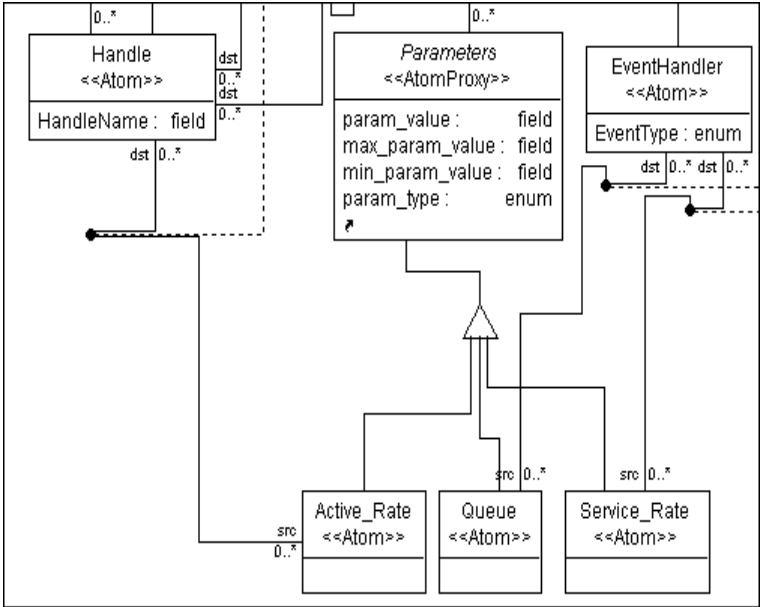 0..*
0..*
Handle
<<Atom>>
HandleName : field
dst
0..*
dst
0..*
dst 0..*
Parameters
<<AtomProxy>>
param_value : field
max_param_value : field
min_param_value : field
param_type : enum
EventHandler
<<Atom>>
EventType : enum
dst 0..* dst 0..*
src 0..*
src 0..*
src
0..*
Active_Rate
<<Atom>>
Queue
<<Atom>>
Service_Rate
<<Atom>>